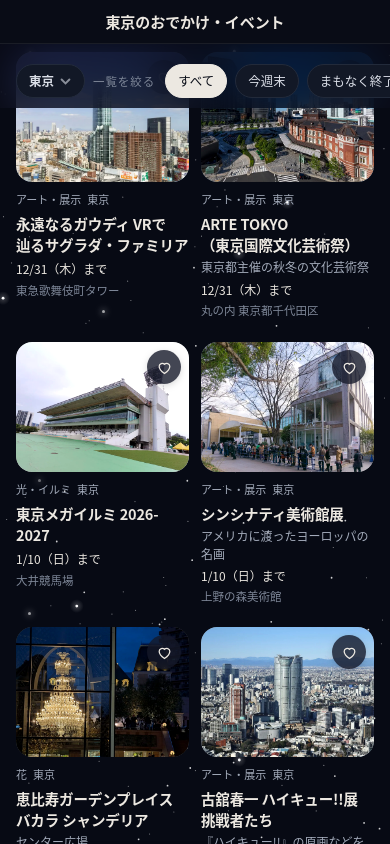 東京のおでかけ・イベント
東京 一覧を絞る すべて 今週末 まもなく終了
アート・展示 東京
永遠なるガウディ VRで
辿るサグラダ・ファミリア
12/31（木）まで
東急歌舞伎町タワー
アート・展示 東京
ARTE TOKYO
（東京国際文化芸術祭）
東京都主催の秋冬の文化芸術祭
12/31（木）まで
丸の内 東京都千代田区
光・イルミ 東京
東京メガイルミ 2026-
2027
1/10（日）まで
大井競馬場
アート・展示 東京
シンシナティ美術館展
アメリカに渡ったヨーロッパの
名画
1/10（日）まで
上野の森美術館
花 東京
恵比寿ガーデンプレイス
バカラ シャンデリア
センター広場
アート・展示 東京
古舘春一 ハイキュー!!展
挑戦者たち
『ハイキュー!!』の原画などを